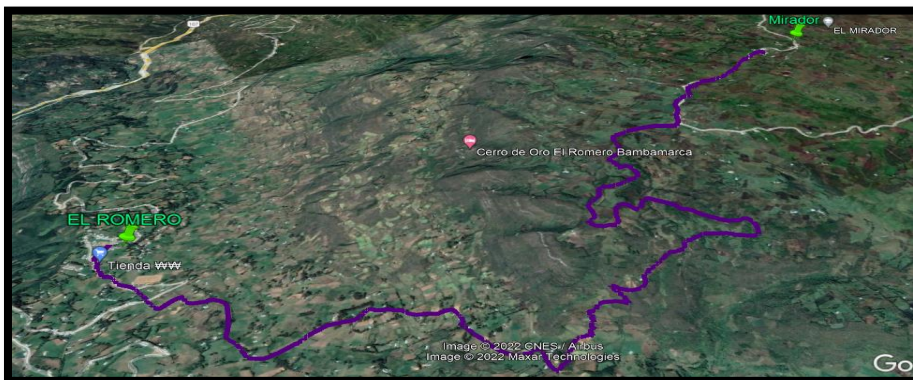 Mirador
EL MIRADOR
Cerro de Oro El Romero Bambamarca
EL ROMERO
Tienda ₩₩
Image © 2022 CNES / Airbus
Image © 2022 Maxar Technologies
Go